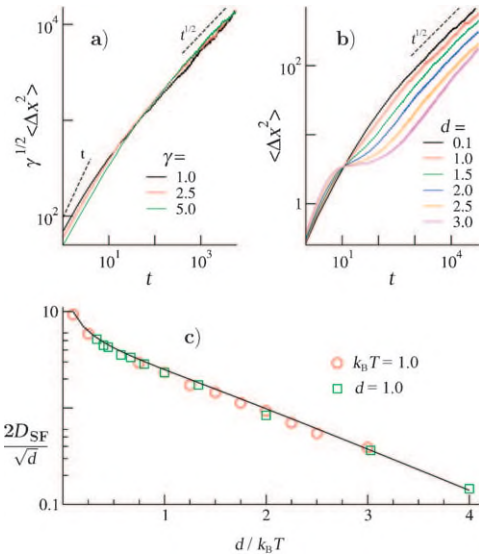 a)
t^{1/2}
10^4
γ^{1/2} <Δx^2>
t
γ =
1.0
2.5
5.0
10^2
10^1
10^3
t
b)
t^{1/2}
10^2
<Δx^2>
d =
0.1
1.0
1.5
2.0
2.5
3.0
1
10^1
10^4
t
c)
10
k_BT = 1.0
d = 1.0
2D_SF
√d
0.1
0
1
2
3
4
d / k_BT